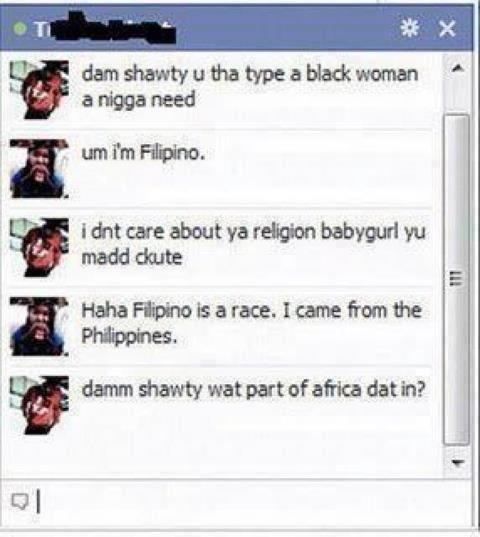 dam shawty u tha type a black woman
a nigga need
um i'm Filipino.
i dnt care about ya religion babygurl yu
madd ckute
Haha Filipino is a race. I came from the
Philippines.
damm shawty wat part of africa dat in?